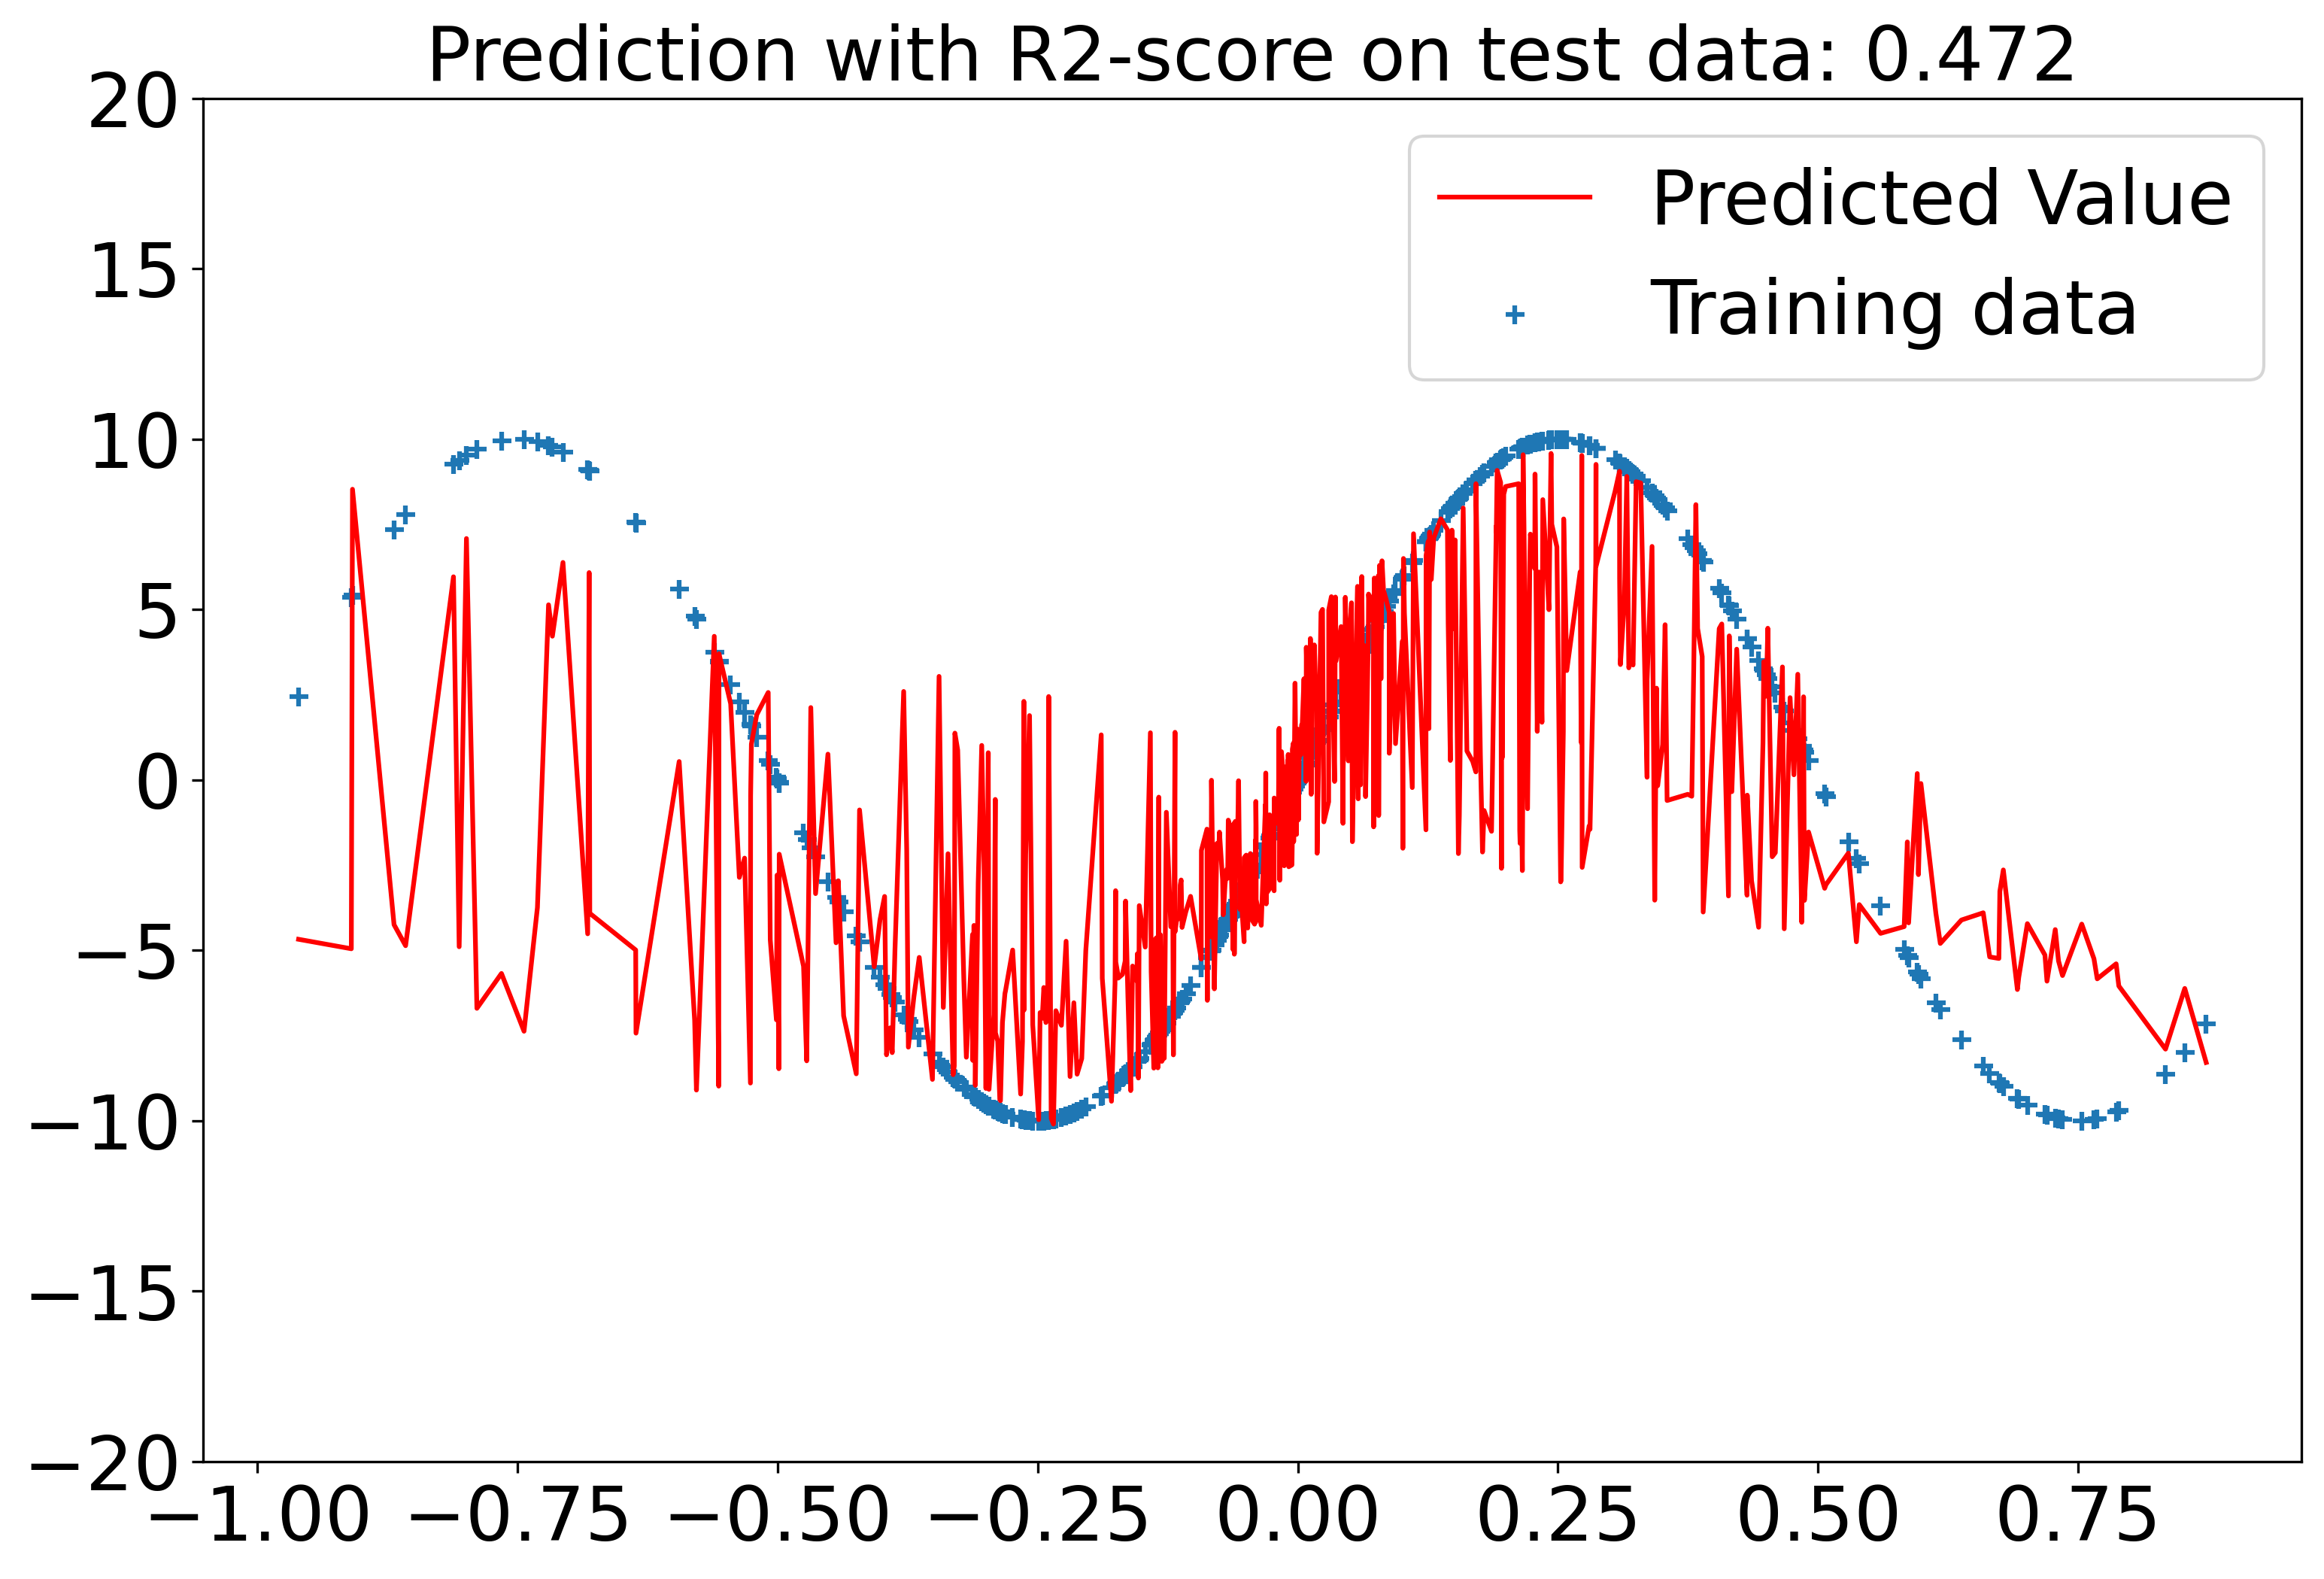 Prediction with R2-score on test data: 0.472
20
15
10
5
0
−5
−10
−15
−20
Predicted Value
Training data
−1.00 −0.75 −0.50 −0.25 0.00 0.25 0.50 0.75